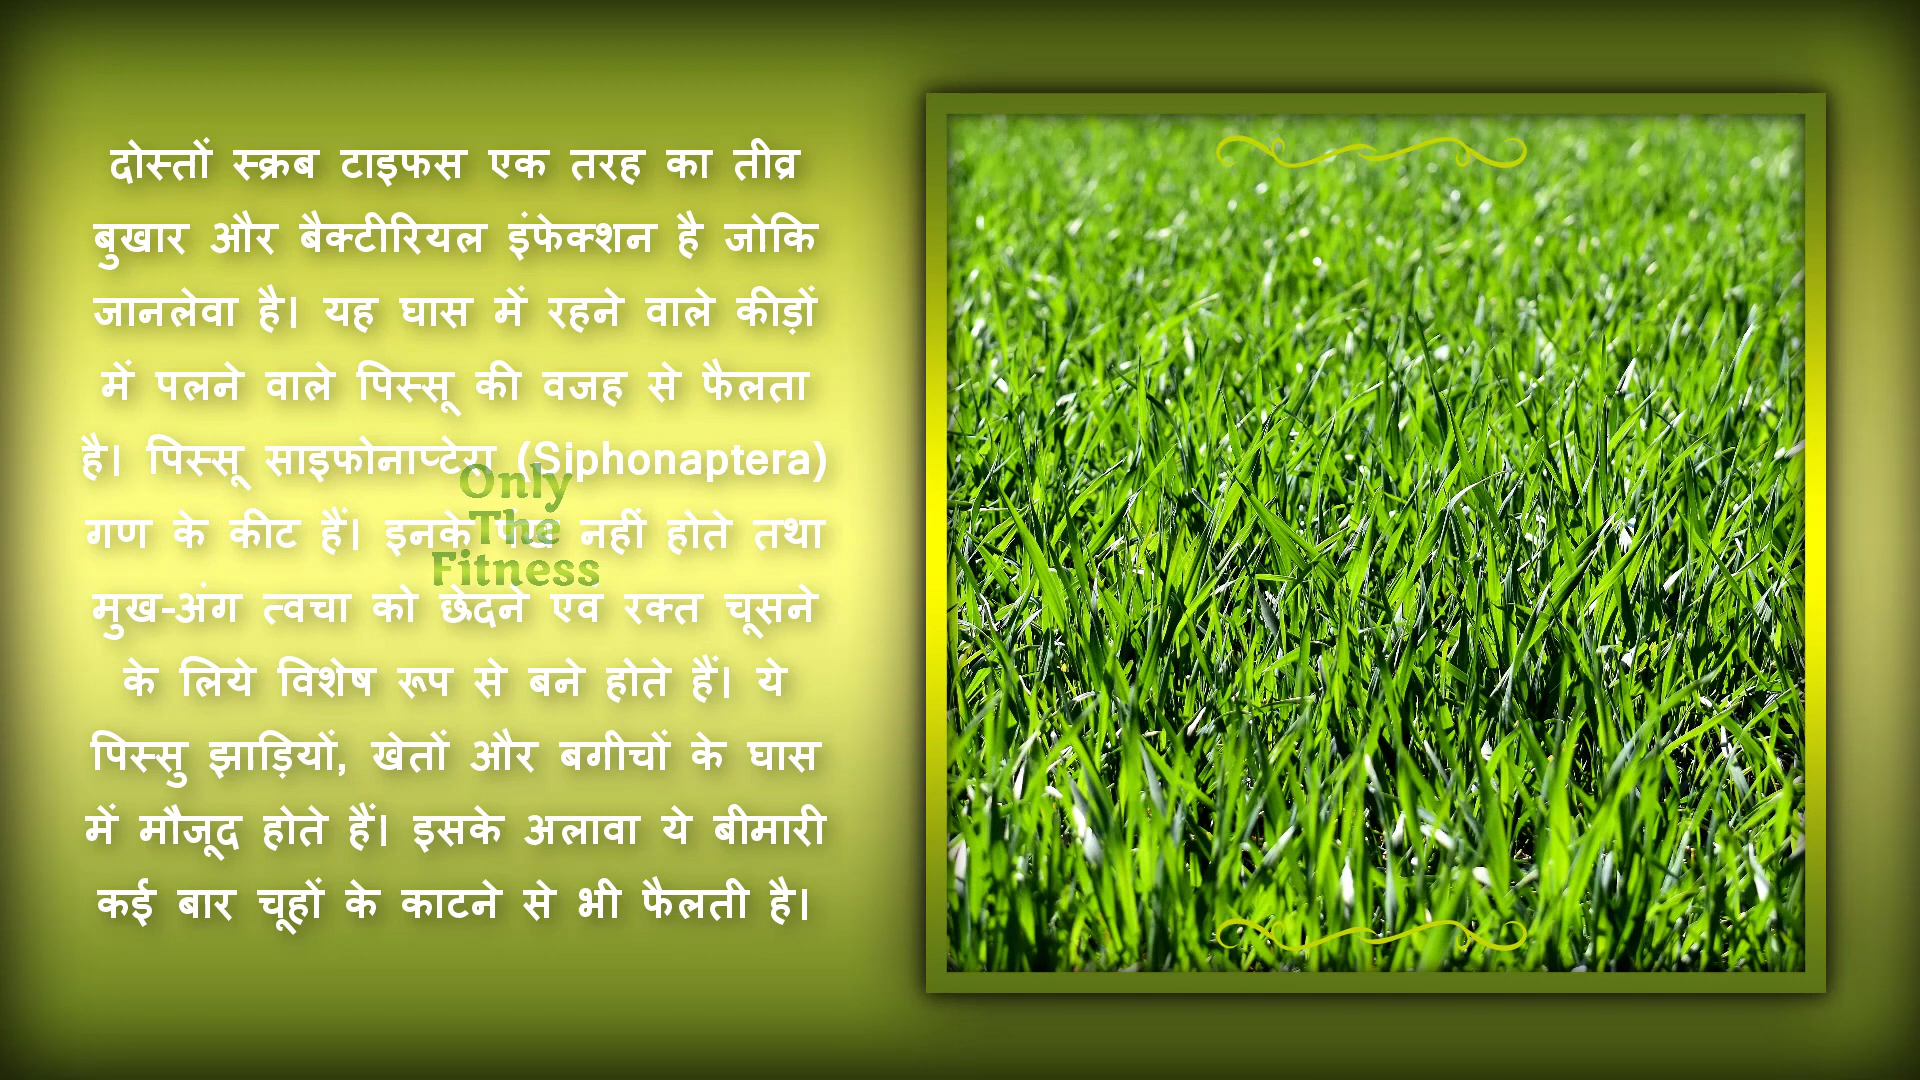 दोस्तों स्क्रब टाइफस एक तरह का तीव्र
बुखार और बैक्टीरियल इंफेक्शन है जोकि
जानलेवा है। यह घास में रहने वाले कीड़ों
में पलने वाले पिस्सू की वजह से फैलता
है। पिस्सू साइफोनाप्टेरा (Siphonaptera)
गण के कीट हैं। इनके पंख नहीं होते तथा
मुख-अंग त्वचा को छेदने एवं रक्त चूसने
के लिये विशेष रूप से बने होते हैं। ये
पिस्सु झाड़ियों, खेतों और बगीचों के घास
में मौजूद होते हैं। इसके अलावा ये बीमारी
कई बार चूहों के काटने से भी फैलती है।
Only
The
Fitness